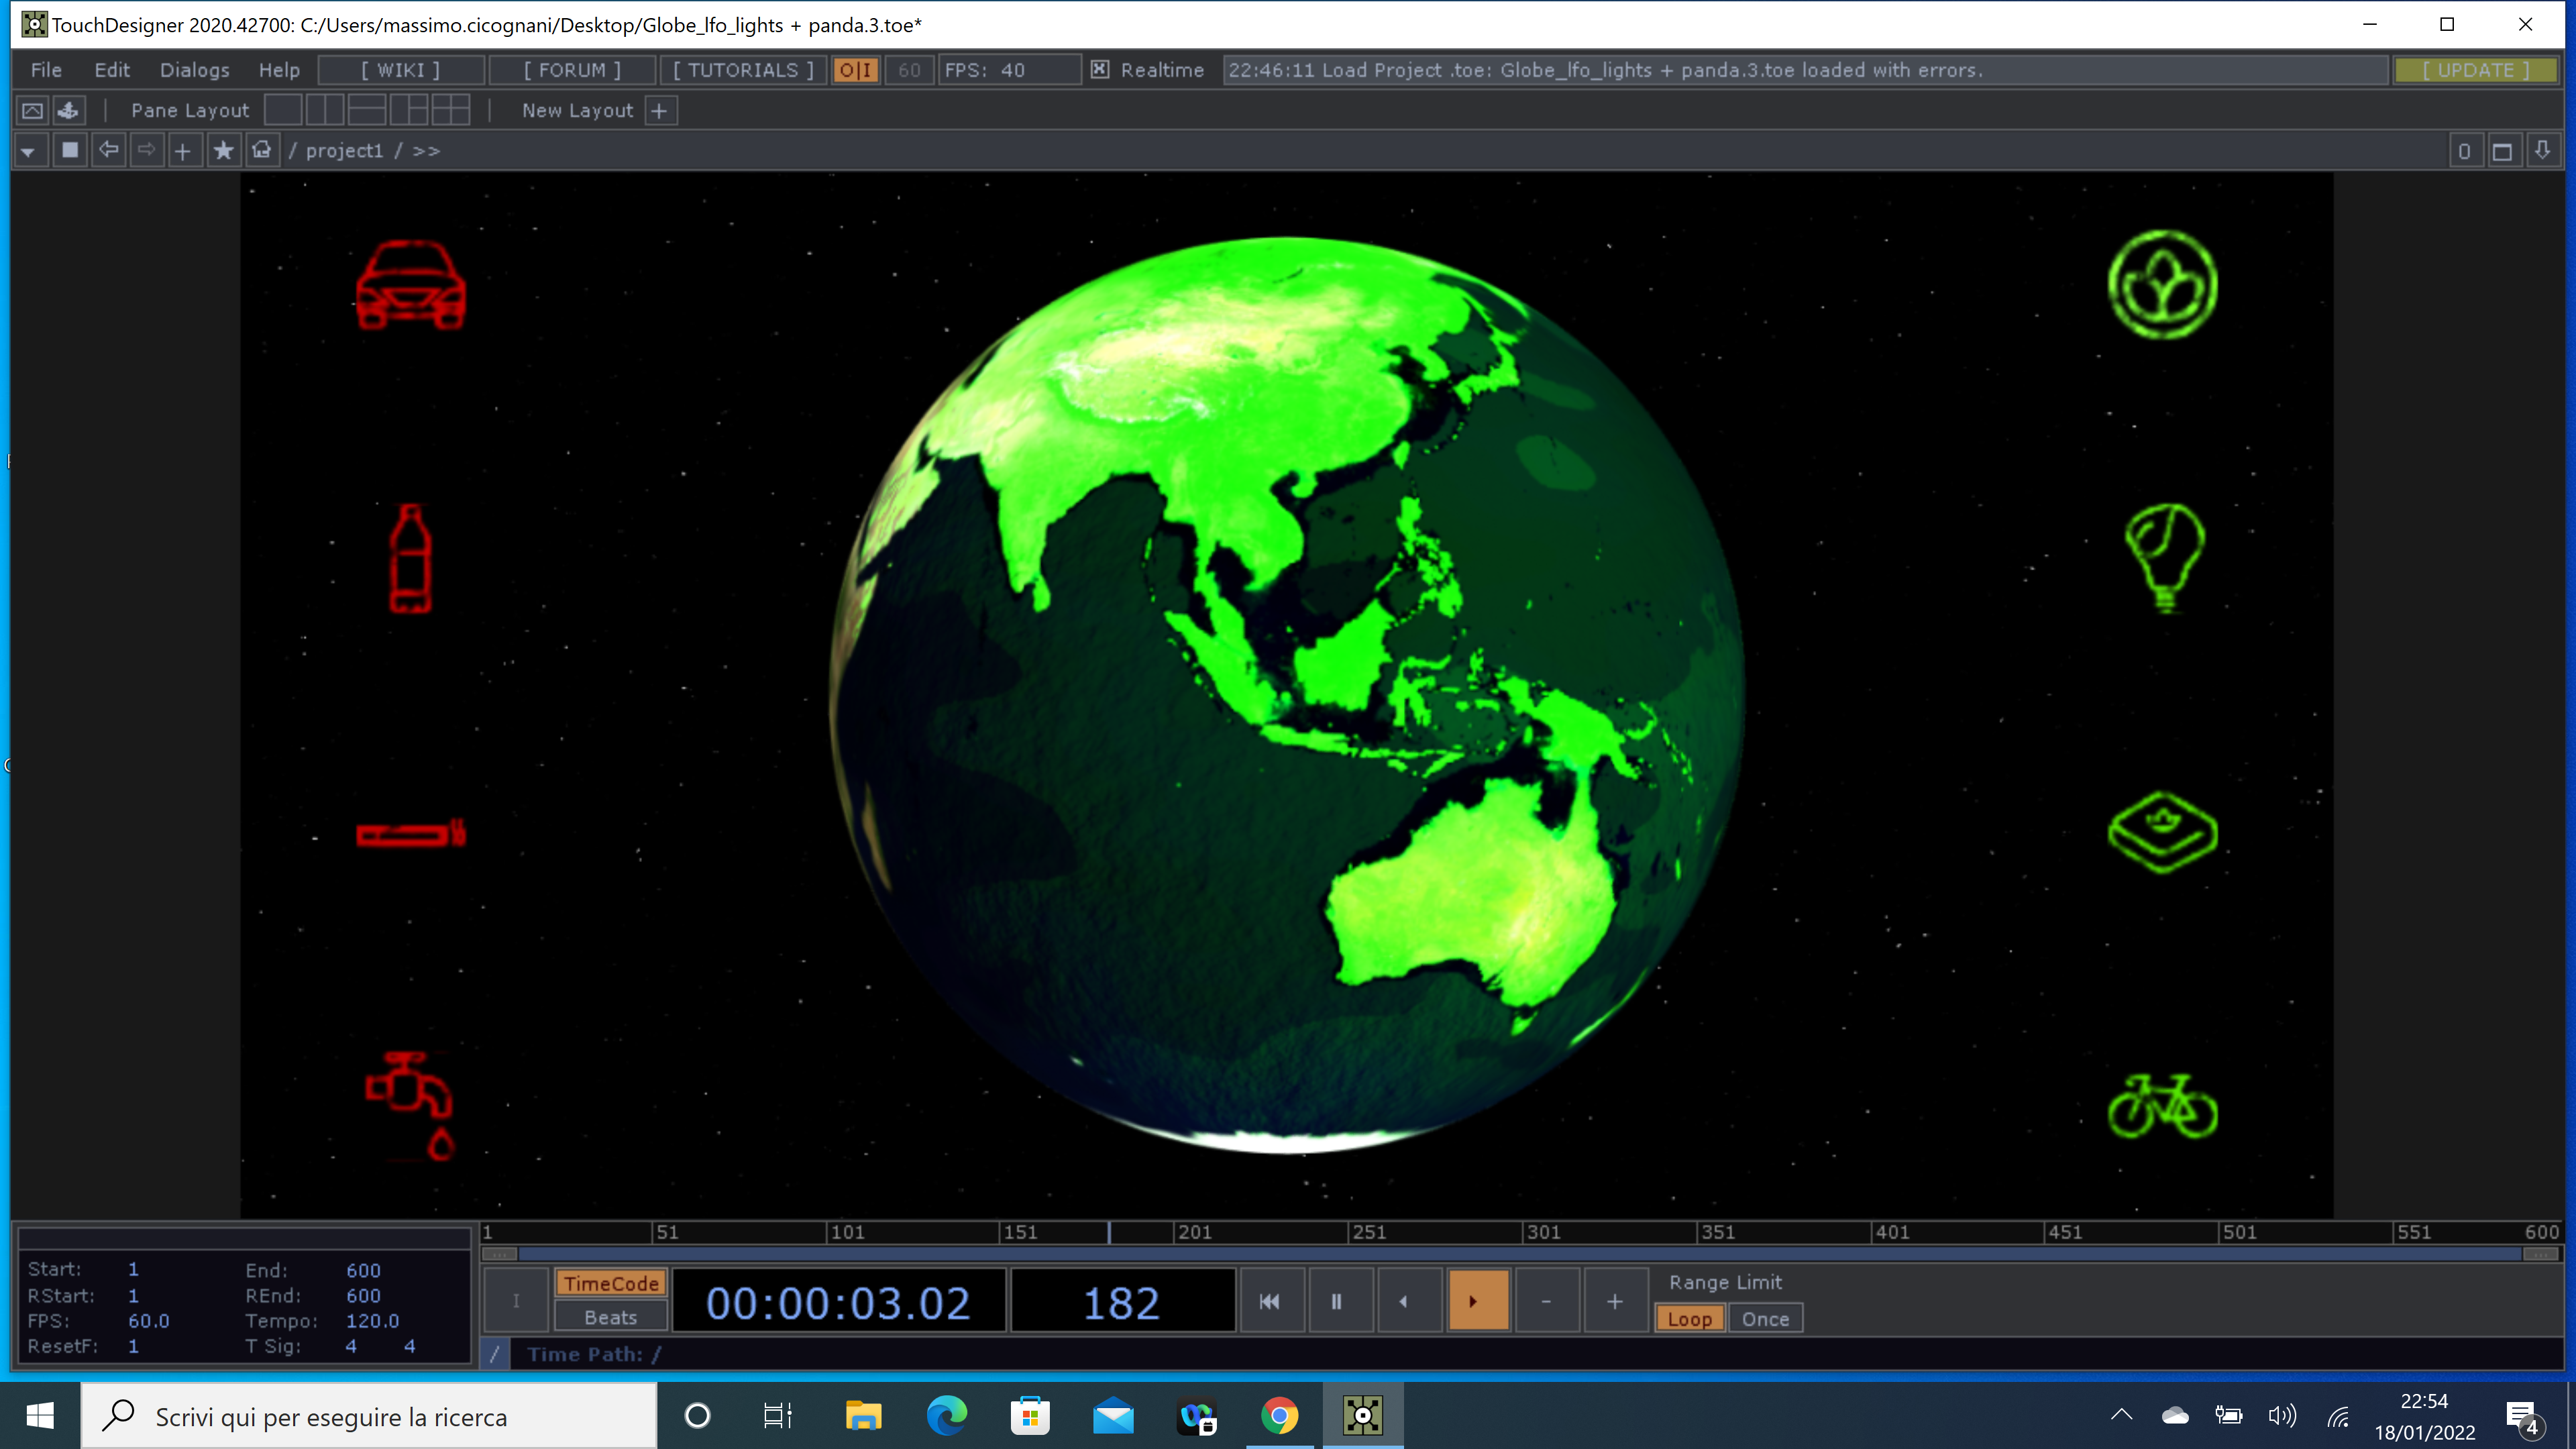 TouchDesigner 2020.42700: C:/Users/massimo.cicognani/Desktop/Globe_lfo_lights + panda.3.toe*
File Edit Dialogs Help [ WIKI ] [ FORUM ] [ TUTORIALS ] O|I 60 FPS: 40 Realtime 22:46:11 Load Project .toe: Globe_lfo_lights + panda.3.toe loaded with errors. [ UPDATE ]
Pane Layout New Layout +
/ project1 / >> 0
1 51 101 151 201 251 301 351 401 451 501 551 600
Start: 1 End: 600
RStart: 1 REnd: 600
FPS: 60.0 Tempo: 120.0
ResetF: 1 T Sig: 4 4
I TimeCode 00:00:03.02 182 - + Range Limit
Beats Loop Once
/ Time Path: /
Scrivi qui per eseguire la ricerca
22:54
18/01/2022
4